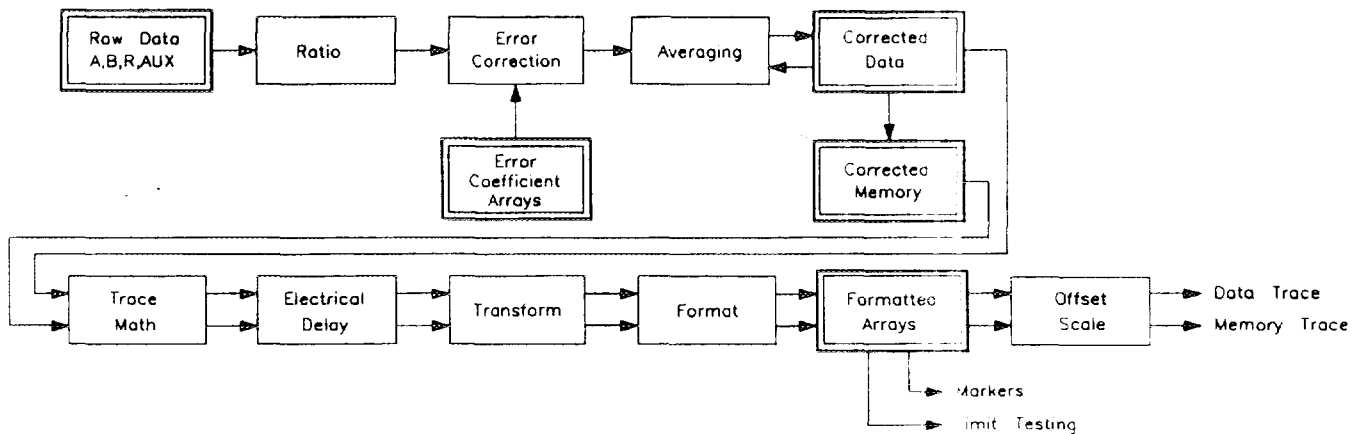 Raw Data
A,B,R,AUX
Ratio
Error
Correction
Averaging
Corrected
Data
Error
Coefficient
Arrays
Corrected
Memory
Trace
Math
Electrical
Delay
Transform
Format
Formatted
Arrays
Offset
Scale
Data Trace
Memory Trace
Markers
imit Testing